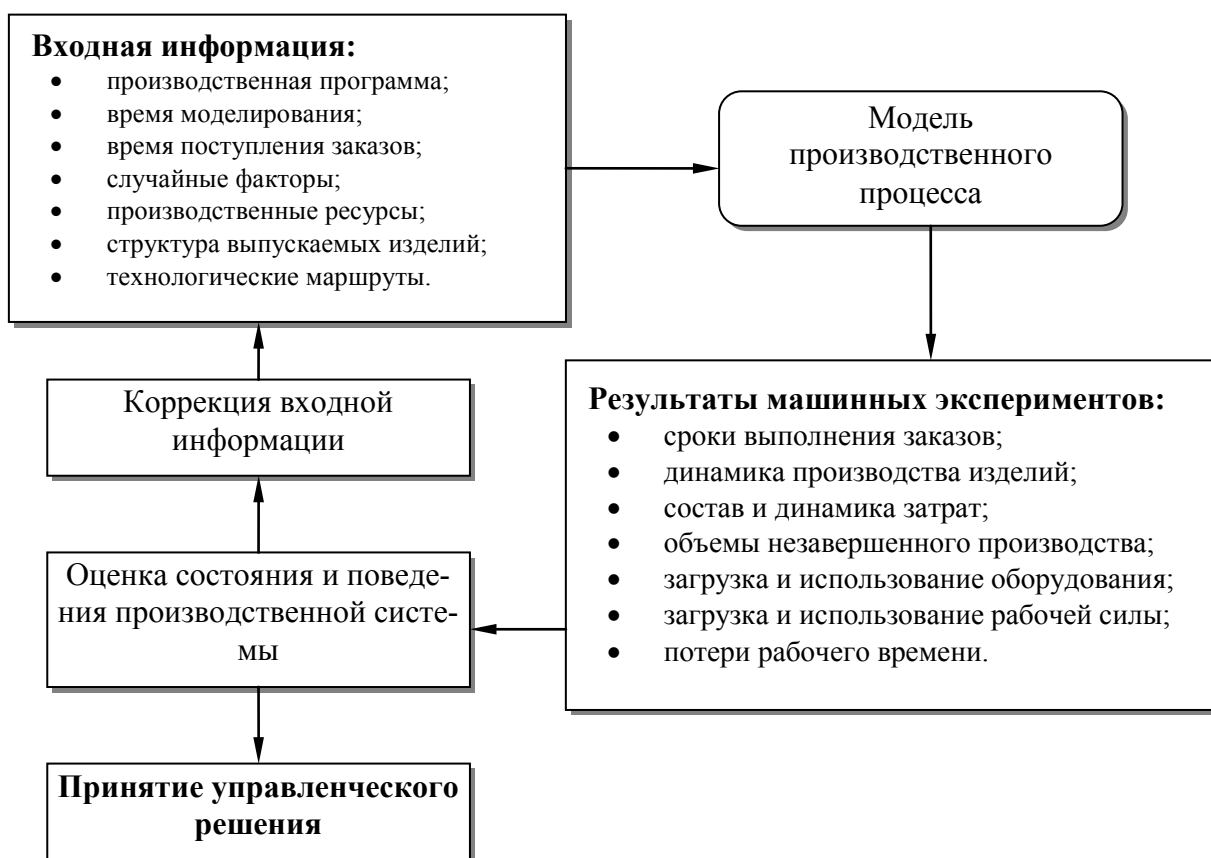 Входная информация:
• производственная программа;
• время моделирования;
• время поступления заказов;
• случайные факторы;
• производственные ресурсы;
• структура выпускаемых изделий;
• технологические маршруты.
Модель
производственного
процесса
Результаты машинных экспериментов:
• сроки выполнения заказов;
• динамика производства изделий;
• состав и динамика затрат;
• объемы незавершенного производства;
• загрузка и использование оборудования;
• загрузка и использование рабочей силы;
• потери рабочего времени.
Коррекция входной
информации
Оценка состояния и поведе-
ния производственной систе-
мы
Принятие управленческого
решения